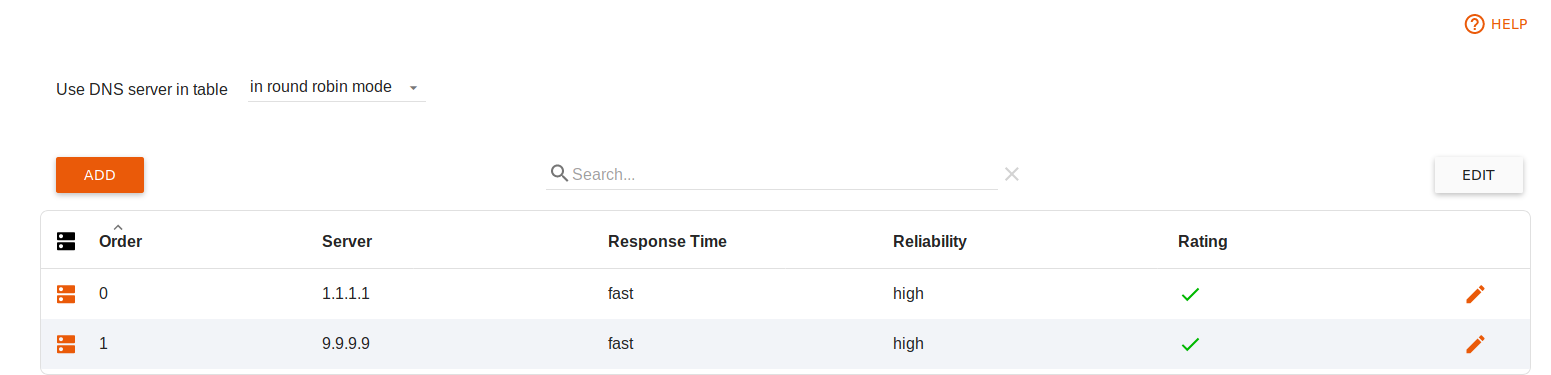 HELP
Use DNS server in table in round robin mode
ADD Search... EDIT
Order Server Response Time Reliability Rating
0 1.1.1.1 fast high
1 9.9.9.9 fast high